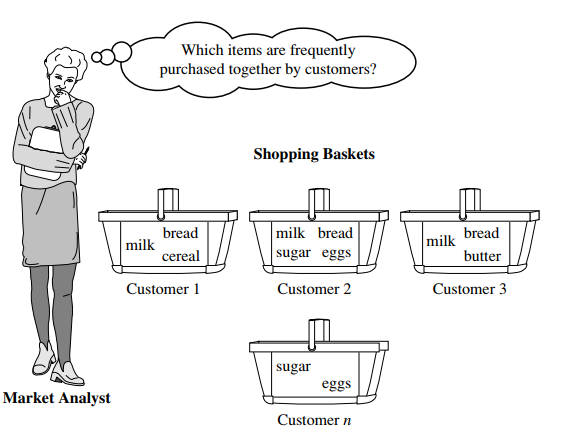 Which items are frequently
purchased together by customers?
Shopping Baskets
milk bread
cereal
Customer 1
milk bread
sugar eggs
Customer 2
milk bread
butter
Customer 3
sugar
eggs
Customer n
Market Analyst